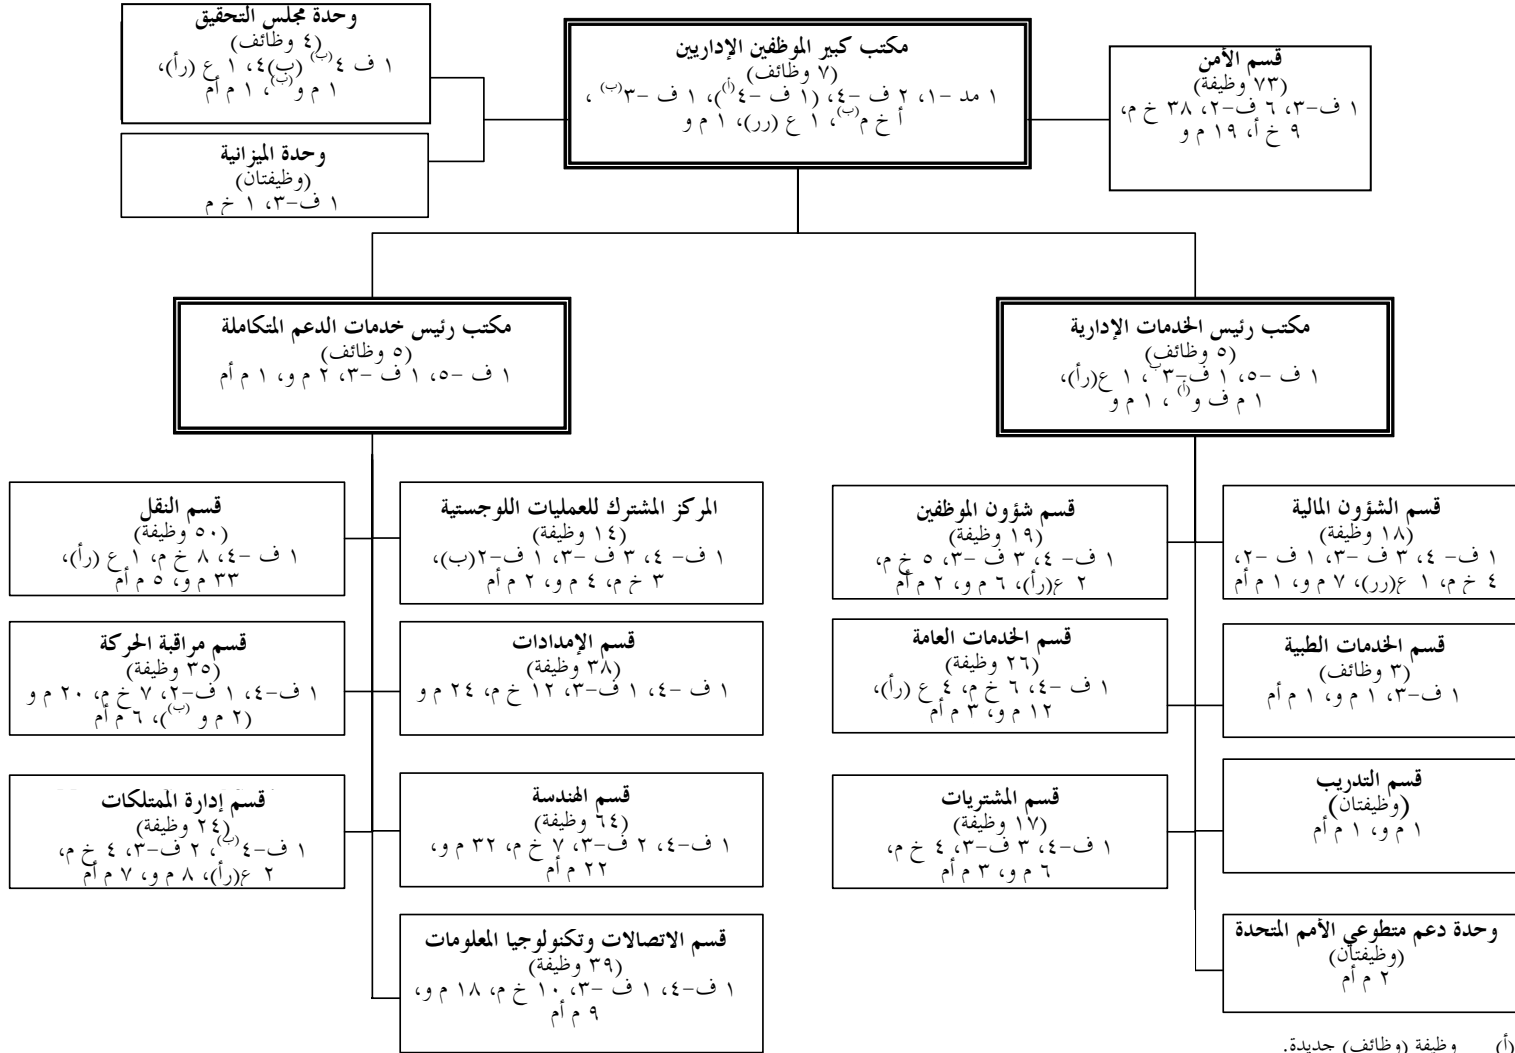 وحدة مجلس التحقيق
(٤ وظائف)
١ ف ٤(ب) (ب)٤، ١ ع (رأ)،
١ م و(ب)، ١ م أم
وحدة الميزانية
(وظيفتان)
١ ف-٣، ١ خ م
مكتب كبير الموظفين الإداريين
(٧ وظائف)
١ مد -١، ٢ ف -٤، (١ ف -٤(أ))، ١ ف -٣(ب) ،
أ خ م(ب)، ١ ع (رر)، ١ م و
قسم الأمن
(٧٣ وظيفة)
١ ف-٣، ٦ ف-٢، ٣٨ خ م،
٩ خ أ، ١٩ م و
مكتب رئيس الخدمات الإدارية
(٥ وظائف)
١ ف -٥، ١ ف-٣ب، ١ ع(رأ)،
١ م ف و(أ) ، ١ م و
مكتب رئيس خدمات الدعم المتكاملة
(٥ وظائف)
١ ف -٥، ١ ف -٣، ٢ م و، ١ م أم
قسم الشؤون المالية
(١٨ وظيفة)
١ ف- ٤، ٣ ف -٣، ١ ف -٢،
٤ خ م، ١ ع(رر)، ٧ م و، ١ م أم
قسم شؤون الموظفين
(١٩ وظيفة)
١ ف- ٤، ٣ ف -٣، ٥ خ م،
٢ ع(رأ)، ٦ م و، ٢ م أم
المركز المشترك للعمليات اللوجستية
(١٤ وظيفة)
١ ف- ٤، ٣ ف -٣، ١ ف-٢(ب)،
٣ خ م، ٤ م و، ٢ م أم
قسم النقل
(٥٠ وظيفة)
١ ف -٤، ٨ خ م، ١ ع (رأ)،
٣٣ م و، ٥ م أم
قسم الخدمات الطبية
(٣ وظائف)
١ ف-٣، ١ م و، ١ م أم
قسم الخدمات العامة
(٢٦ وظيفة)
١ ف -٤، ٦ خ م، ٤ ع (رأ)،
١٢ م و، ٣ م أم
قسم الإمدادات
(٣٨ وظيفة)
١ ف -٤، ١ ف-٣، ١٢ خ م، ٢٤ م و
قسم مراقبة الحركة
(٣٥ وظيفة)
١ ف-٤، ١ ف-٢، ٧ خ م، ٢٠ م و
(٢ م و (ب))، ٦ م أم
قسم التدريب
(وظيفتان)
١ م و، ١ م أم
قسم المشتريات
(١٧ وظيفة)
١ ف-٤، ٣ ف-٣، ٤ خ م،
٦ م و، ٣ م أم
قسم الهندسة
(٦٤ وظيفة)
١ ف-٤، ٢ ف-٣، ٧ خ م، ٣٢ م و،
٢٢ م أم
قسم إدارة الممتلكات
(٢٤ وظيفة)
١ ف-٤(ب)، ٢ ف-٣، ٤ خ م،
٢ ع(رأ)، ٨ م و، ٧ م أم
وحدة دعم متطوعي الأمم المتحدة
(وظيفتان)
٢ م أم
قسم الاتصالات وتكنولوجيا المعلومات
(٣٩ وظيفة)
١ ف-٤، ١ ف -٣، ١٠ خ م، ١٨ م و،
٩ م أم
(أ) وظيفة (وظائف) جديدة.